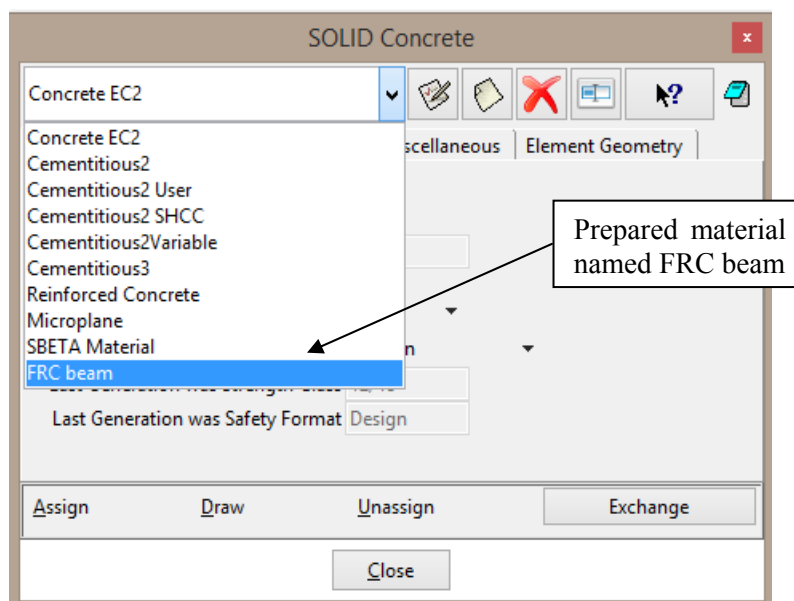 SOLID Concrete
x
Concrete EC2
?
Concrete EC2
scellaneous Element Geometry
Cementitious2
Cementitious2 User
Cementitious2 SHCC
Cementitious2Variable
Cementitious3
Reinforced Concrete
Microplane
SBETA Material
n
FRC beam
Prepared material
named FRC beam
Last Generation was Safety Format Design
Assign Draw Unassign Exchange
Close